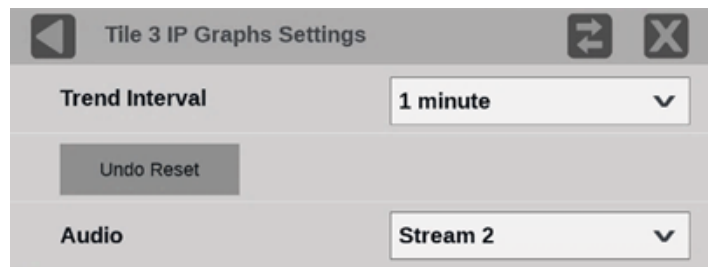 Tile 3 IP Graphs Settings
Trend Interval
1 minute
Undo Reset
Audio
Stream 2